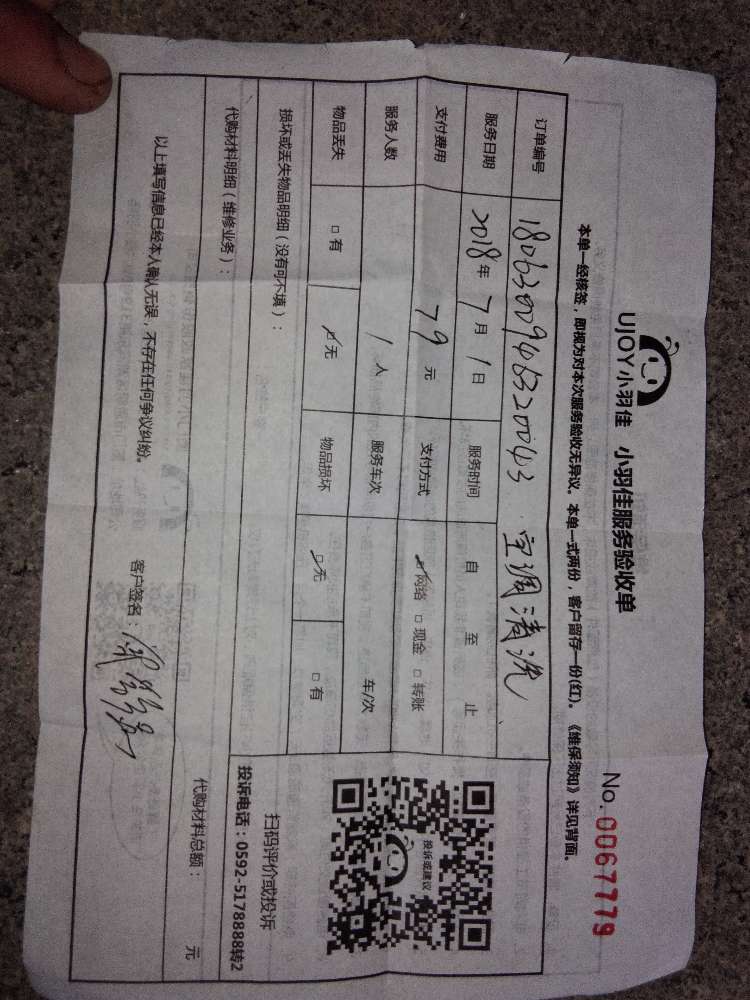 UJOY小羽佳 小羽佳服务验收单
No. 0067779
本单一经核签，即视为对本次服务验收无异议。本单一式两份，客户留存一份(红)。《维保须知》详见背面。
订单编号 空调清洗
服务日期 2018年7月1日 服务时间 自 至 止
支付费用 79元 支付方式 ☑网络 □现金 □转账
服务人数 1人 服务车次 车/次
物品丢失 □有 ☑无 物品损坏 ☑无 □有
损坏或丢失物品明细（没有可不填）：
投诉或建议
扫码评价或投诉
投诉电话：0592-5178888转2
代购材料明细（维修业务）：
代购材料总额： 元
以上填写信息已经本人确认无误，不存在任何争议纠纷。
客户签名：